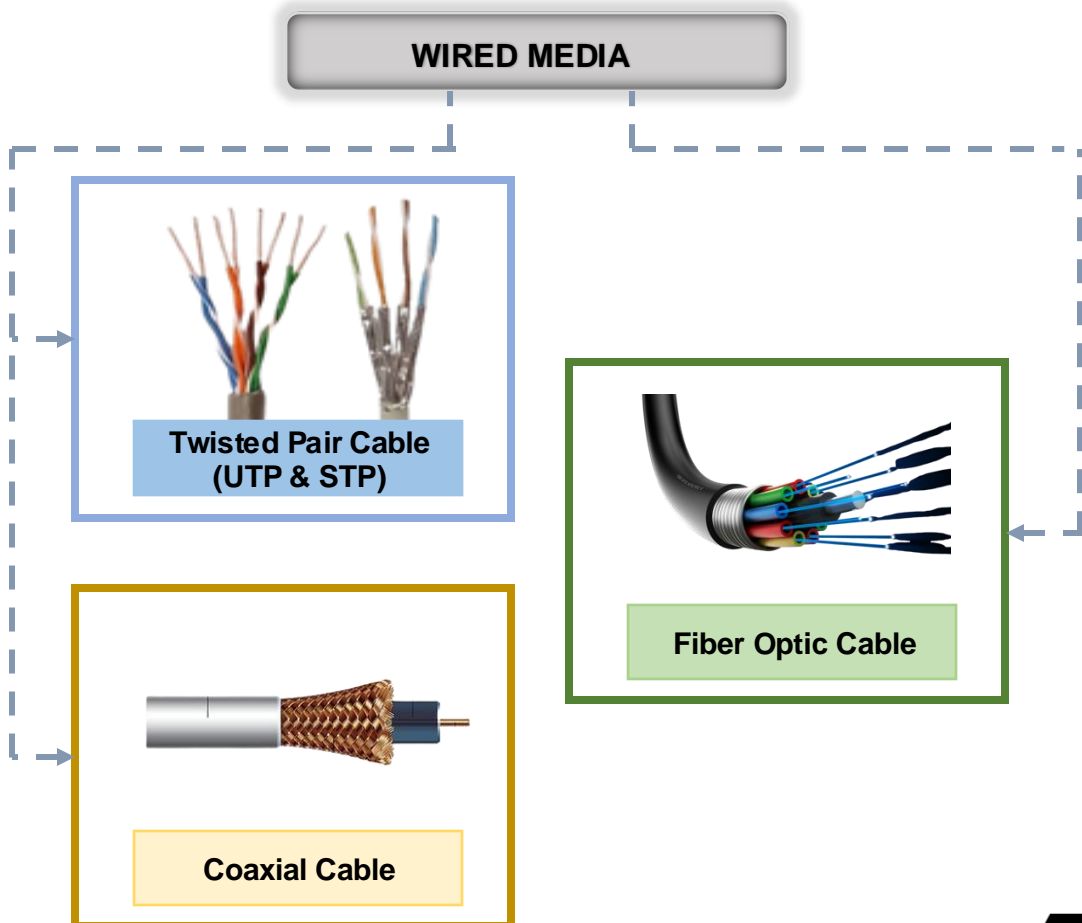 WIRED MEDIA
Twisted Pair Cable
(UTP & STP)
Fiber Optic Cable
Coaxial Cable